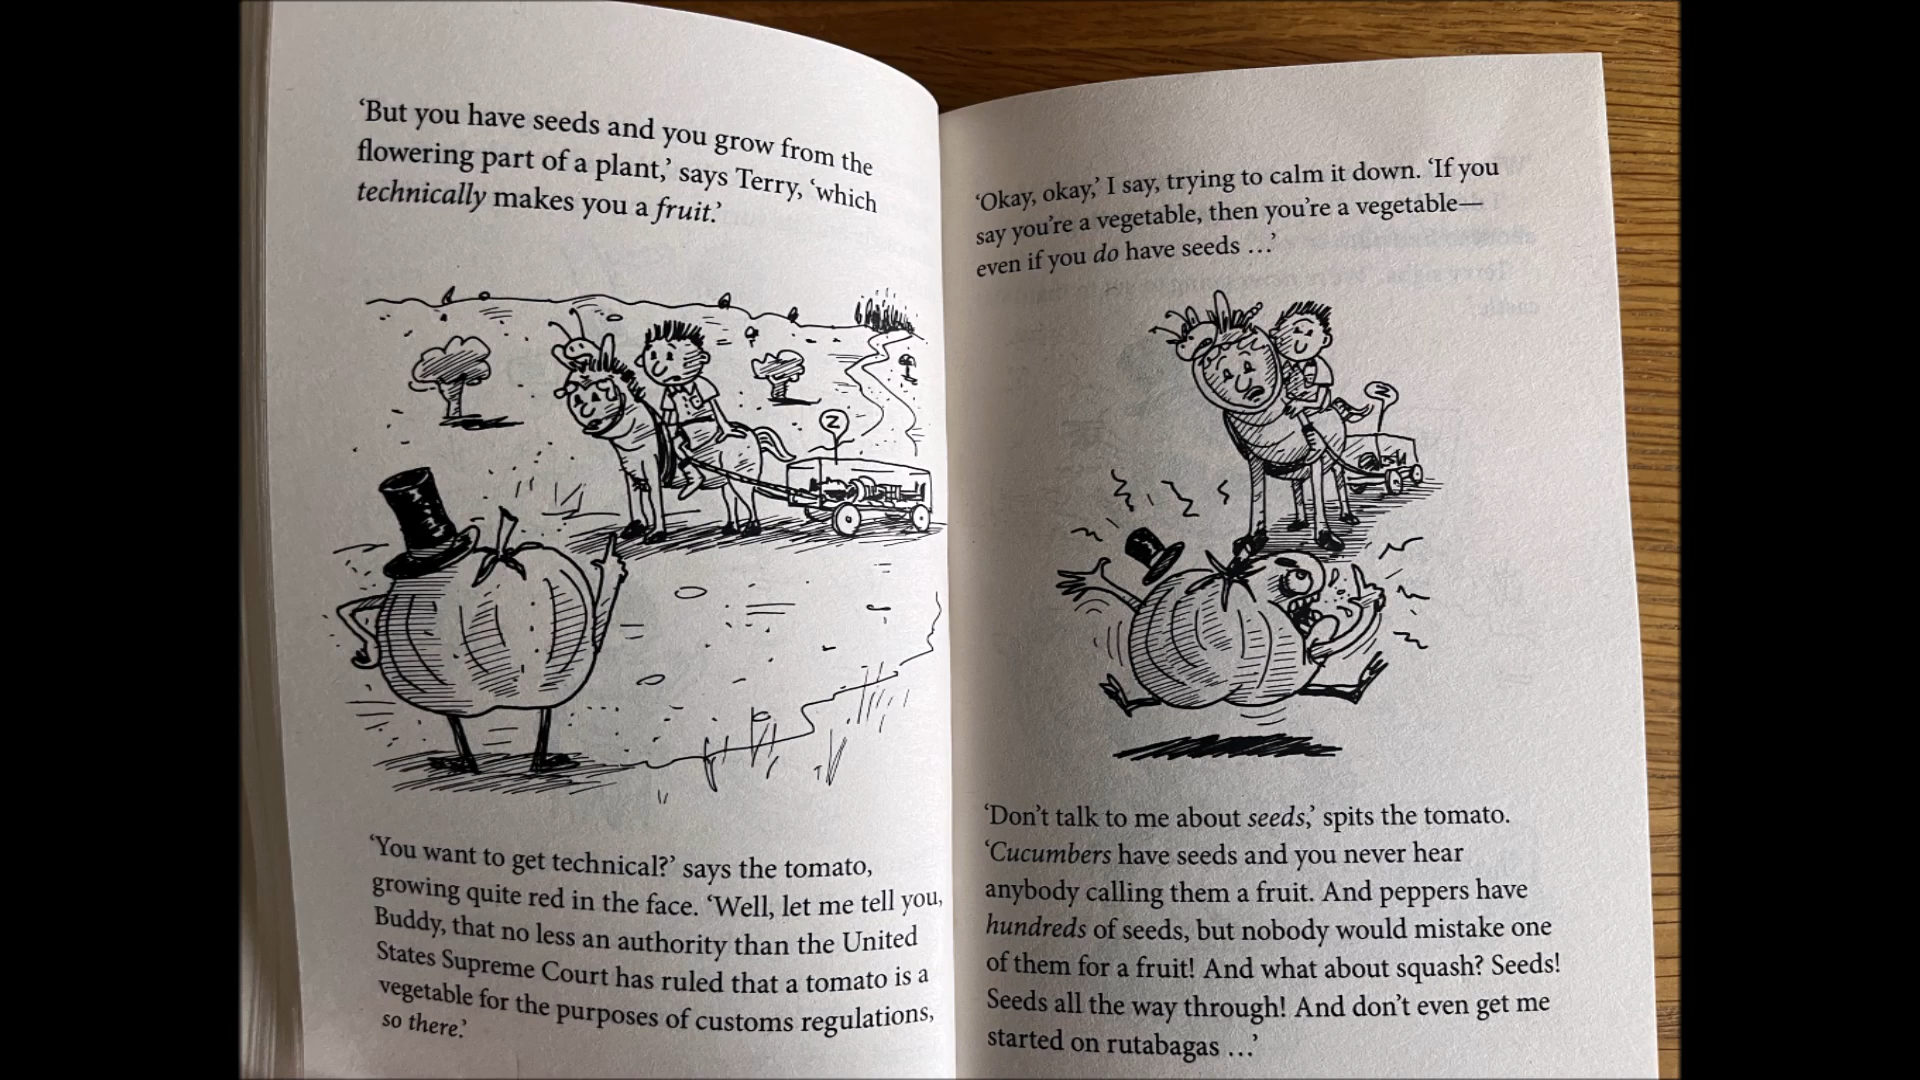 ‘But you have seeds and you grow from the
flowering part of a plant,’ says Terry, ‘which
technically makes you a fruit.’
Z
‘You want to get technical?’ says the tomato,
growing quite red in the face. ‘Well, let me tell you,
Buddy, that no less an authority than the United
States Supreme Court has ruled that a tomato is a
vegetable for the purposes of customs regulations,
so there.’
‘Okay, okay,’ I say, trying to calm it down. ‘If you
say you’re a vegetable, then you’re a vegetable—
even if you do have seeds …’
Z
‘Don’t talk to me about seeds,’ spits the tomato.
‘Cucumbers have seeds and you never hear
anybody calling them a fruit. And peppers have
hundreds of seeds, but nobody would mistake one
of them for a fruit! And what about squash? Seeds!
Seeds all the way through! And don’t even get me
started on rutabagas …’